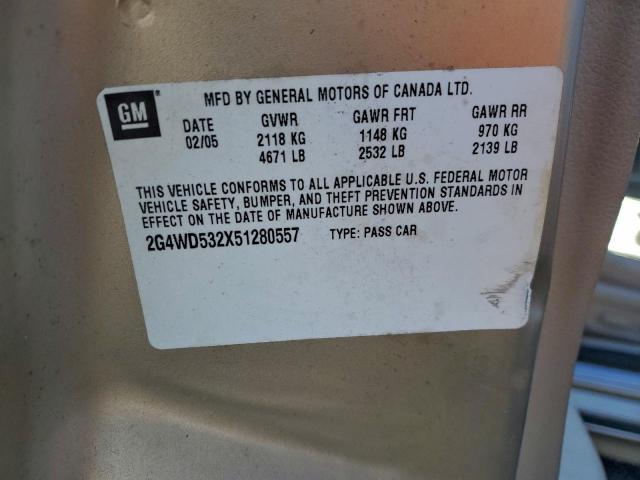 GM
MFD BY GENERAL MOTORS OF CANADA LTD.
DATE GVWR GAWR FRT GAWR RR
02/05 2118 KG 1148 KG 970 KG
4671 LB 2532 LB 2139 LB
THIS VEHICLE CONFORMS TO ALL APPLICABLE U.S. FEDERAL MOTOR
VEHICLE SAFETY, BUMPER, AND THEFT PREVENTION STANDARDS IN
EFFECT ON THE DATE OF MANUFACTURE SHOWN ABOVE.
2G4WD532X51280557 TYPE: PASS CAR